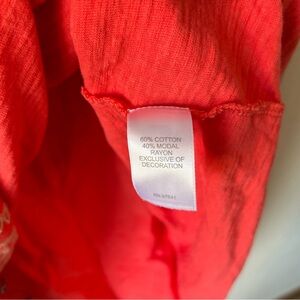 60% COTTON
40% MODAL
RAYON
EXCLUSIVE OF
DECORATION